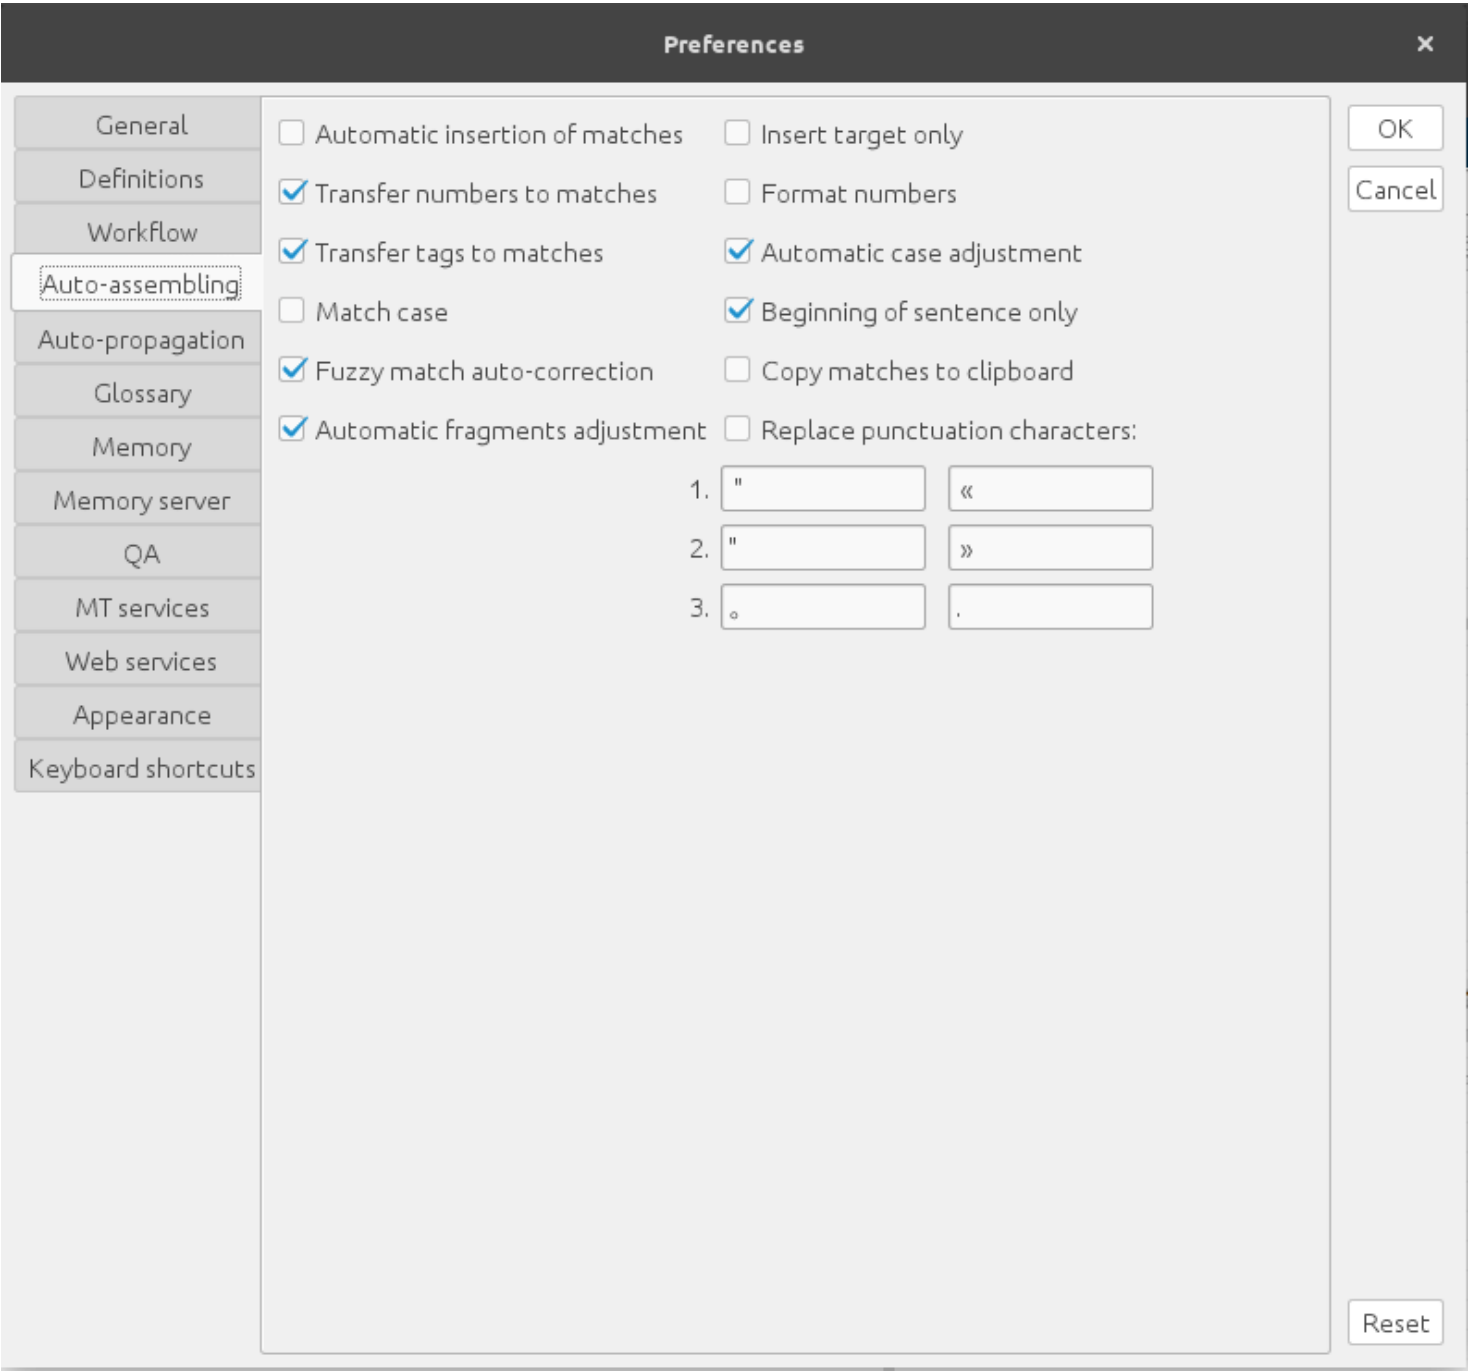 Preferences ×
General
Definitions
Workflow
Auto-assembling
Auto-propagation
Glossary
Memory
Memory server
QA
MT services
Web services
Appearance
Keyboard shortcuts
Automatic insertion of matches Insert target only
Transfer numbers to matches Format numbers
Transfer tags to matches Automatic case adjustment
Match case Beginning of sentence only
Fuzzy match auto-correction Copy matches to clipboard
Automatic fragments adjustment Replace punctuation characters:
1. " «
2. " »
3. 。 .
OK
Cancel
Reset